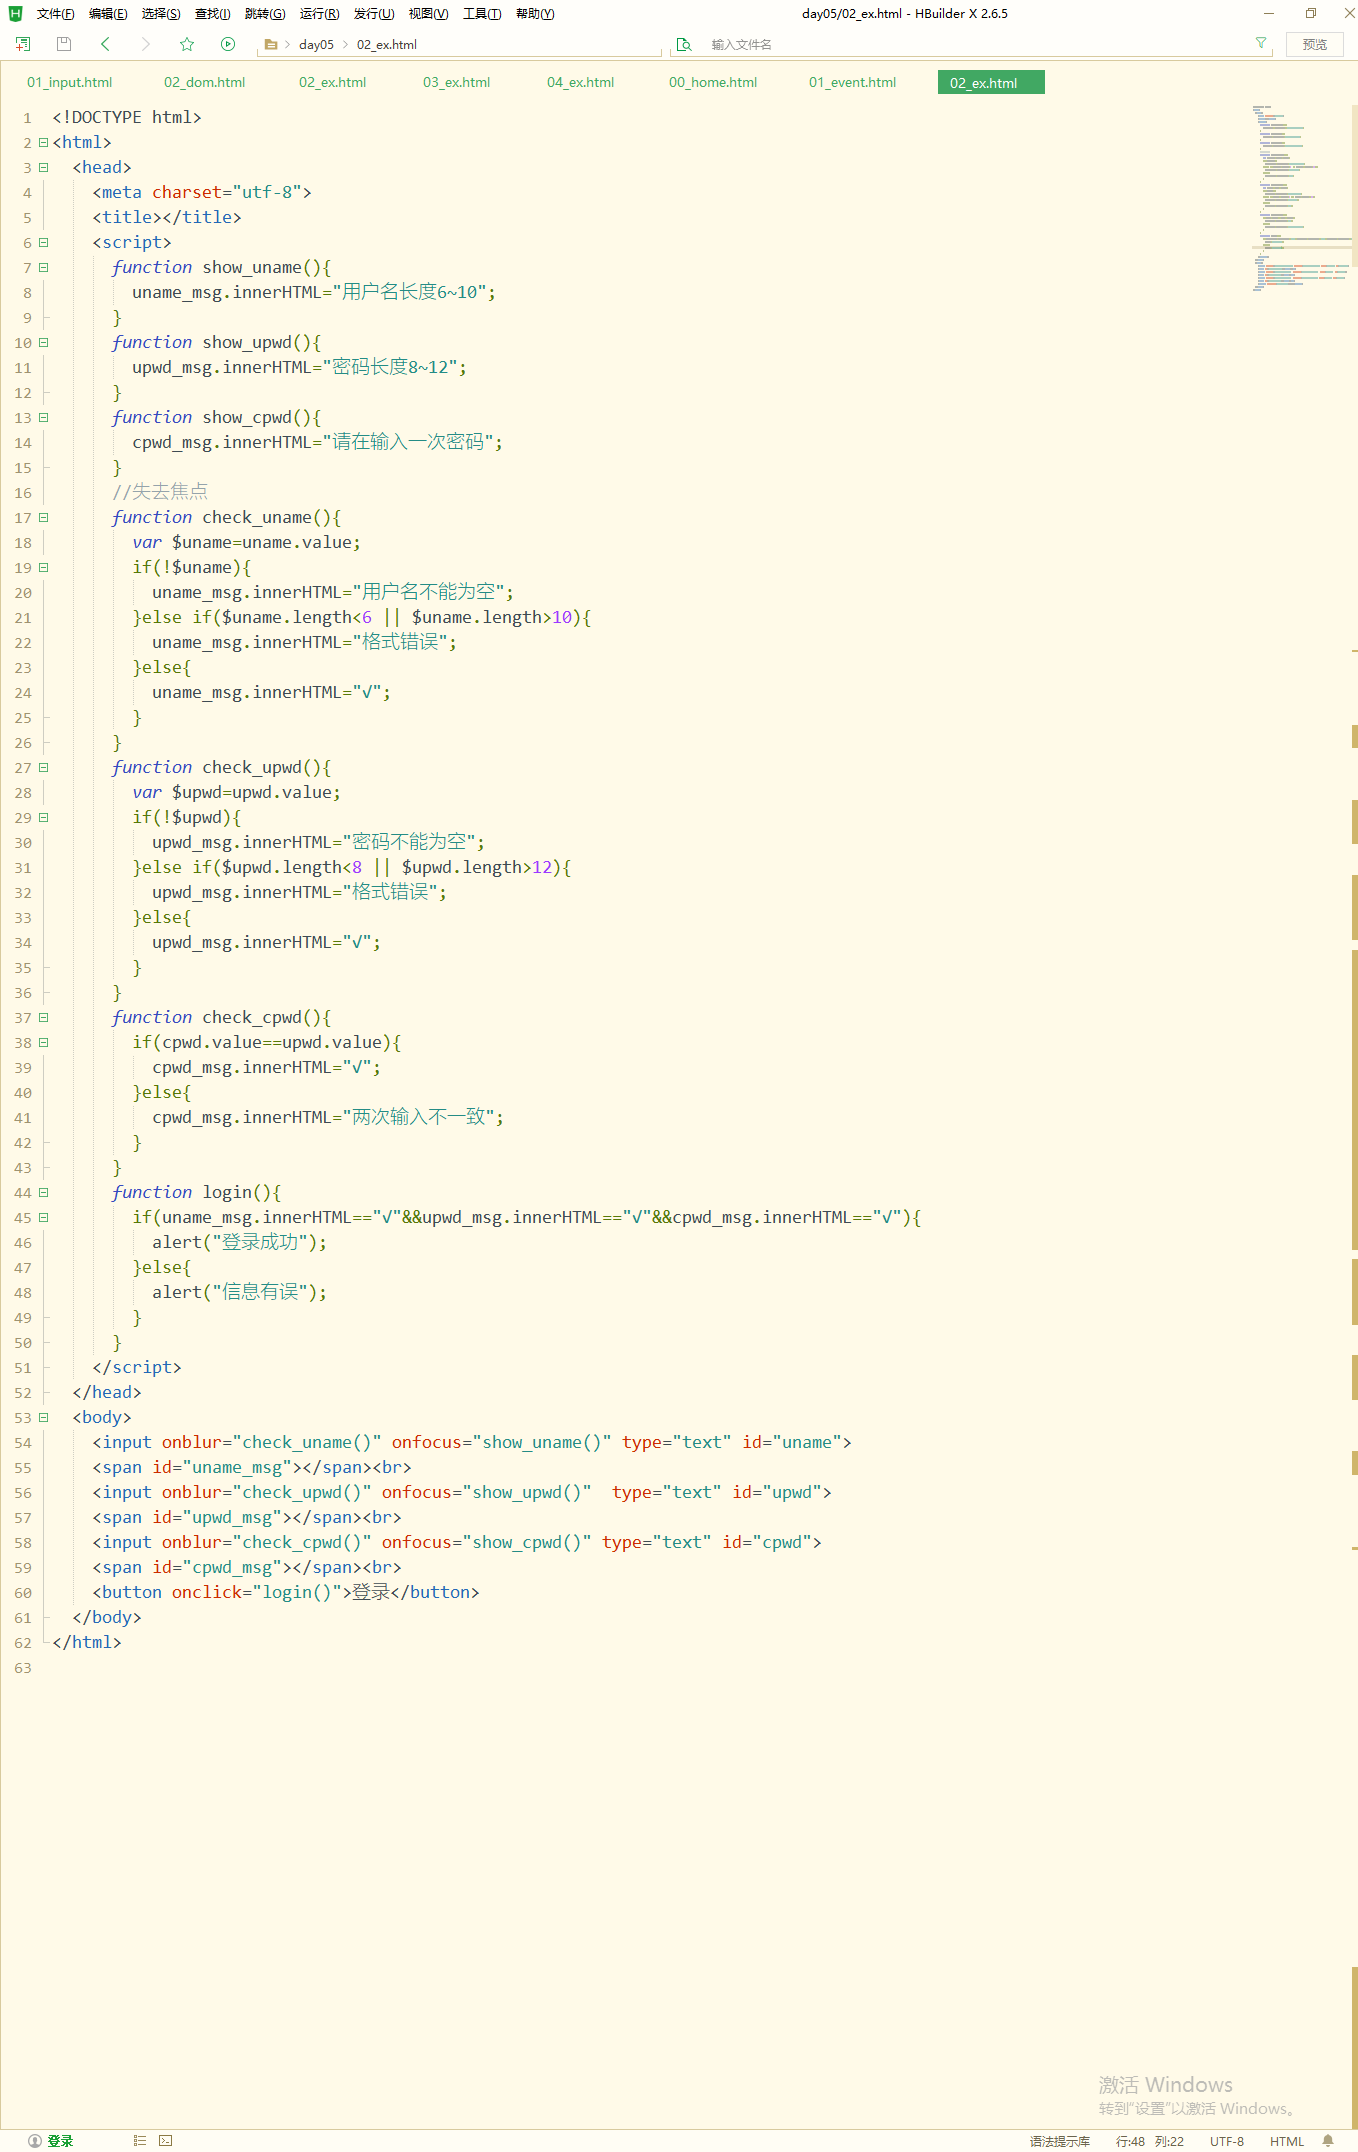 文件(F) 编辑(E) 选择(S) 查找(I) 跳转(G) 运行(R) 发行(U) 视图(V) 工具(T) 帮助(Y) day05/02_ex.html - HBuilder X 2.6.5
day05 02_ex.html 输入文件名 预览
01_input.html 02_dom.html 02_ex.html 03_ex.html 04_ex.html 00_home.html 01_event.html 02_ex.html
1 <!DOCTYPE html>
2 <html>
3 <head>
4 <meta charset="utf-8">
5 <title></title>
6 <script>
7 function show_uname(){
8 uname_msg.innerHTML="用户名长度6~10";
9 }
10 function show_upwd(){
11 upwd_msg.innerHTML="密码长度8~12";
12 }
13 function show_cpwd(){
14 cpwd_msg.innerHTML="请在输入一次密码";
15 }
16 //失去焦点
17 function check_uname(){
18 var $uname=uname.value;
19 if(!$uname){
20 uname_msg.innerHTML="用户名不能为空";
21 }else if($uname.length<6 || $uname.length>10){
22 uname_msg.innerHTML="格式错误";
23 }else{
24 uname_msg.innerHTML="√";
25 }
26 }
27 function check_upwd(){
28 var $upwd=upwd.value;
29 if(!$upwd){
30 upwd_msg.innerHTML="密码不能为空";
31 }else if($upwd.length<8 || $upwd.length>12){
32 upwd_msg.innerHTML="格式错误";
33 }else{
34 upwd_msg.innerHTML="√";
35 }
36 }
37 function check_cpwd(){
38 if(cpwd.value==upwd.value){
39 cpwd_msg.innerHTML="√";
40 }else{
41 cpwd_msg.innerHTML="两次输入不一致";
42 }
43 }
44 function login(){
45 if(uname_msg.innerHTML=="√"&&upwd_msg.innerHTML=="√"&&cpwd_msg.innerHTML=="√"){
46 alert("登录成功");
47 }else{
48 alert("信息有误");
49 }
50 }
51 </script>
52 </head>
53 <body>
54 <input onblur="check_uname()" onfocus="show_uname()" type="text" id="uname">
55 <span id="uname_msg"></span><br>
56 <input onblur="check_upwd()" onfocus="show_upwd()"  type="text" id="upwd">
57 <span id="upwd_msg"></span><br>
58 <input onblur="check_cpwd()" onfocus="show_cpwd()" type="text" id="cpwd">
59 <span id="cpwd_msg"></span><br>
60 <button onclick="login()">登录</button>
61 </body>
62 </html>
63
激活 Windows
转到"设置"以激活 Windows。
登录 语法提示库 行:48 列:22 UTF-8 HTML